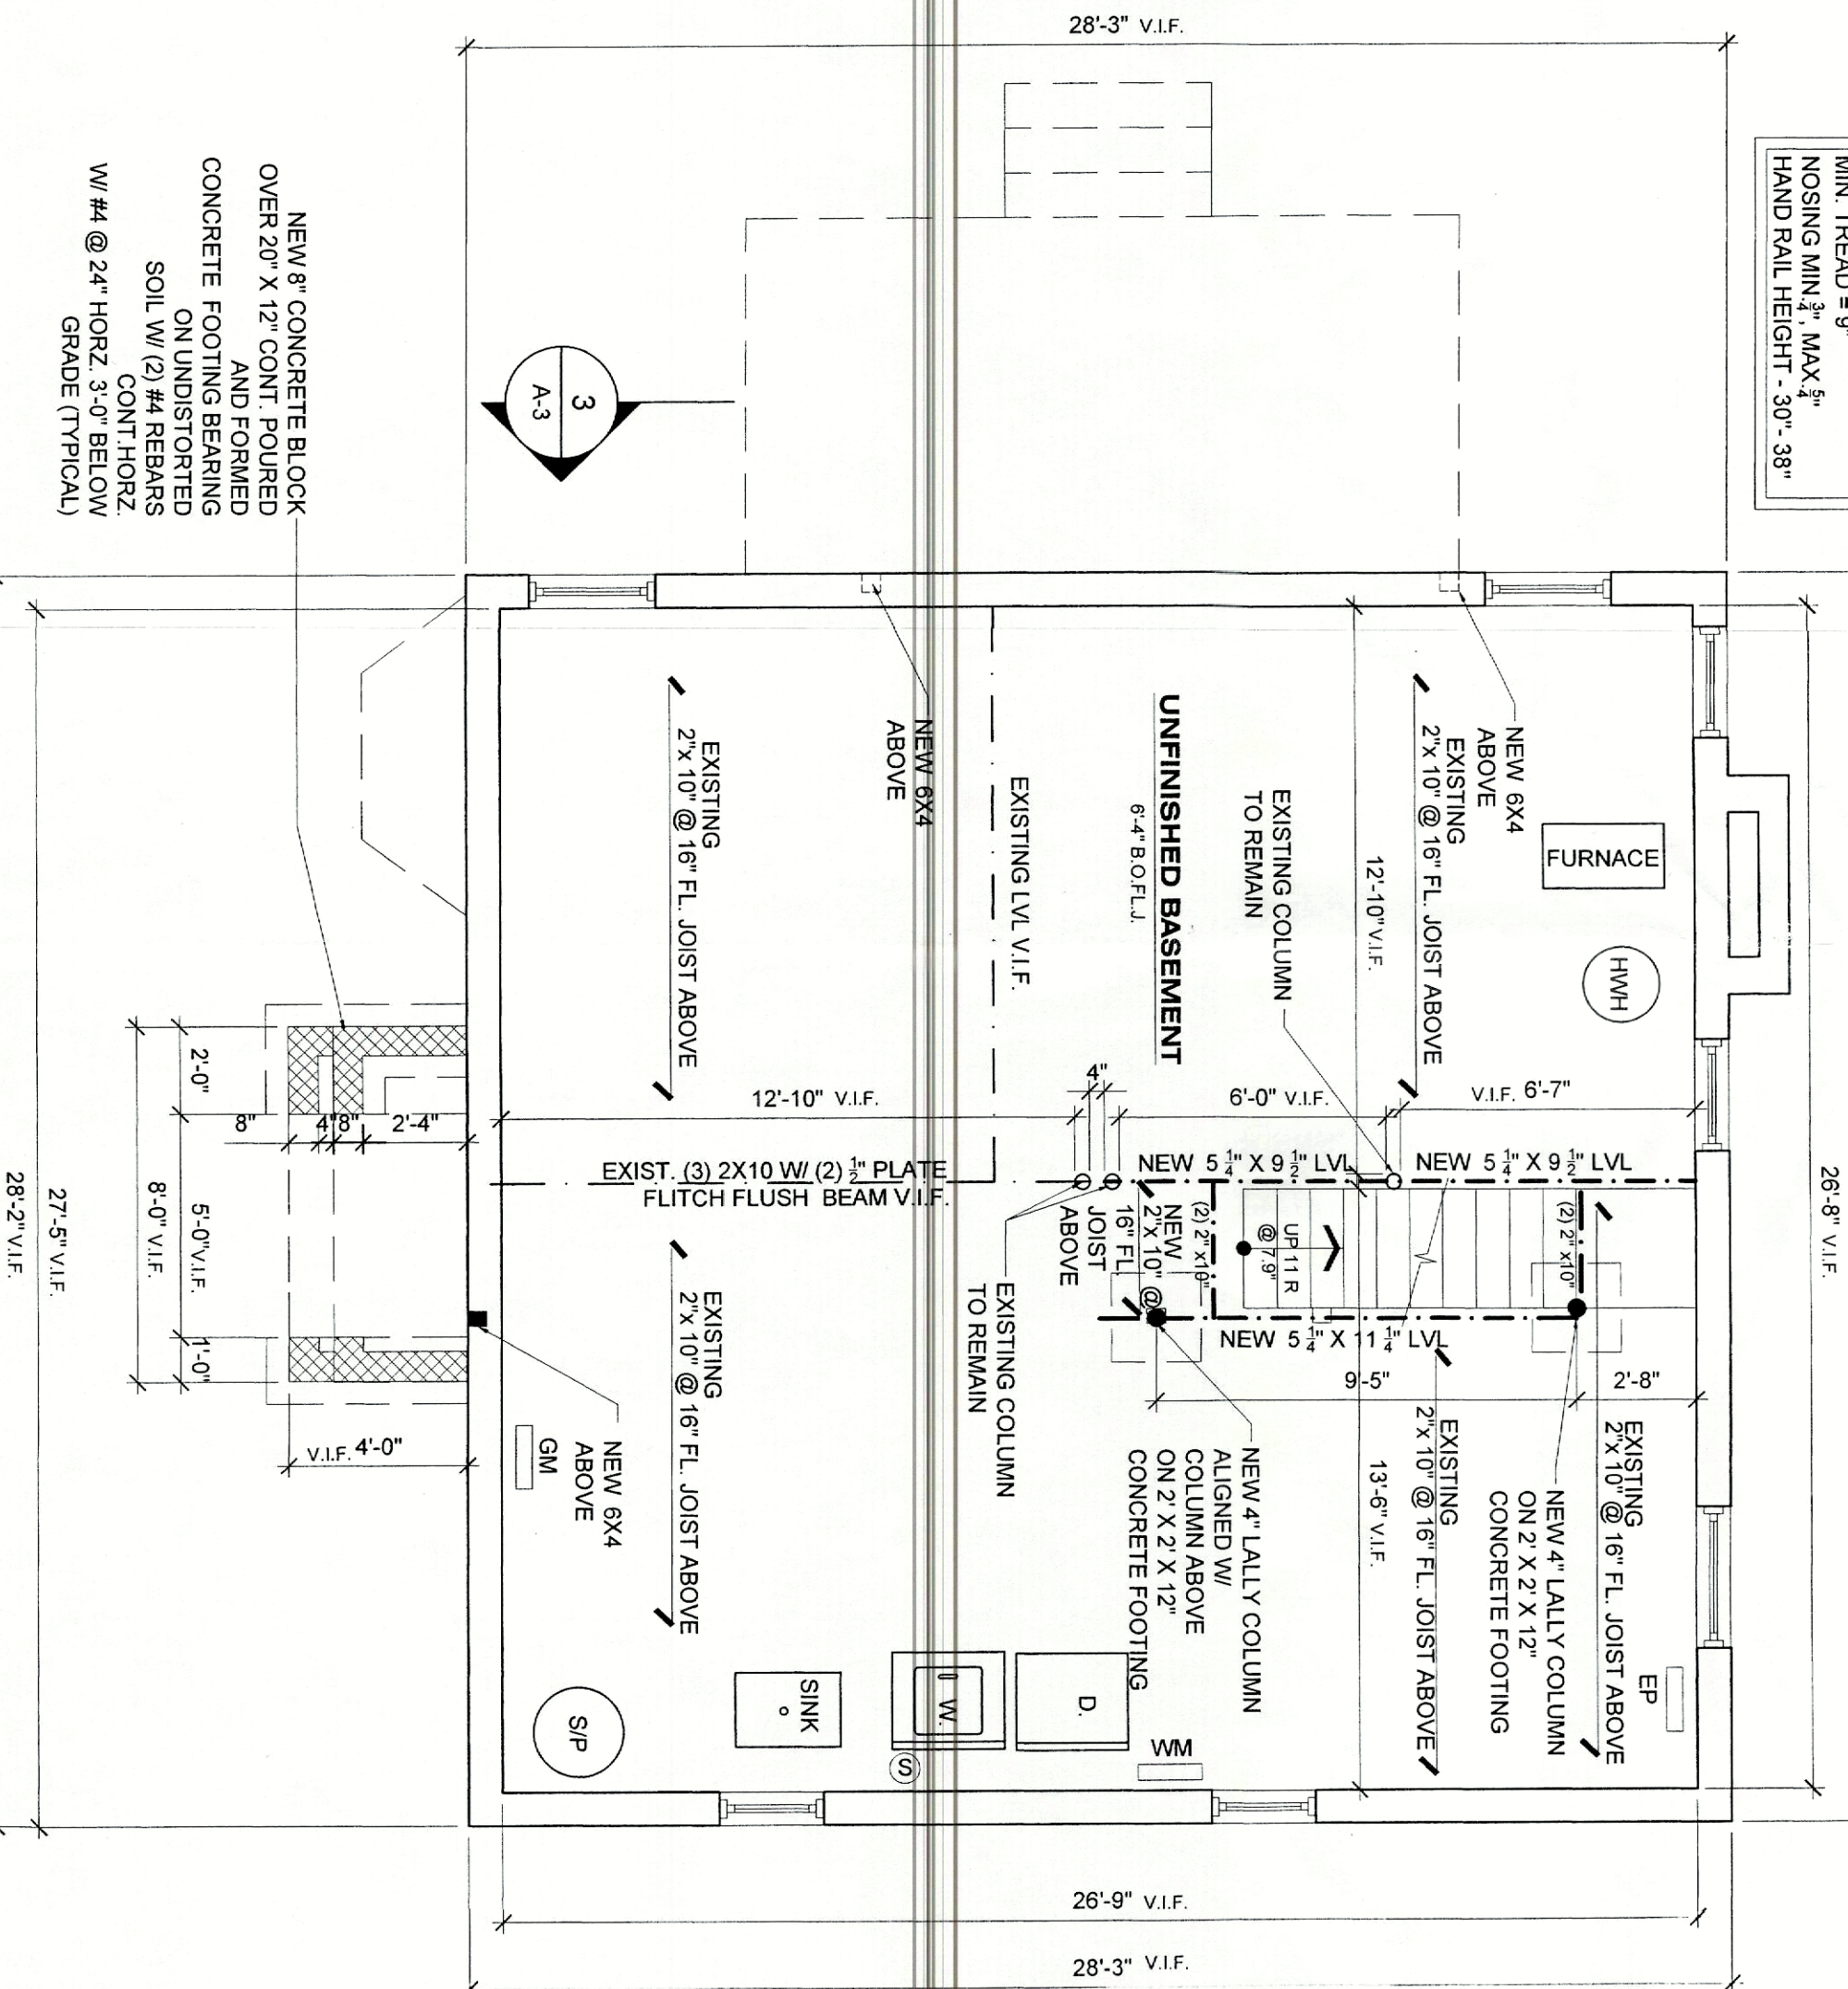 28'-3" V.I.F.
NOSING MIN.3/4", MAX.5/4"
HAND RAIL HEIGHT - 30"- 38"
3
A-3
NEW 8" CONCRETE BLOCK
OVER 20" X 12" CONT. POURED
AND FORMED
CONCRETE FOOTING BEARING
ON UNDISTORTED
SOIL W/ (2) #4 REBARS
CONT.HORZ.
W/ #4 @ 24" HORZ. 3'-0" BELOW
GRADE (TYPICAL)
NEW 6X4
ABOVE
EXISTING
2"x 10" @ 16" FL. JOIST ABOVE
FURNACE
HWH
12'-10"V.I.F.
EXISTING COLUMN
TO REMAIN
UNFINISHED BASEMENT
6'-4" B.O.FL.J.
EXISTING LVL V.I.F.
NEW 6X4
ABOVE
EXISTING
2"x 10" @ 16" FL. JOIST ABOVE
26'-8" V.I.F.
12'-10" V.I.F.
4"
6'-0" V.I.F.
V.I.F. 6'-7"
EXIST. (3) 2X10 W/ (2) 1/2" PLATE
FLITCH FLUSH BEAM V.I.F.
NEW 5 1/4" X 9 1/2" LVL
NEW 5 1/4" X 9 1/2" LVL
NEW
2"x 10" @
16" FL.
JOIST
ABOVE
(2) 2" x10"
UP 11 R
@ 7.9"
(2) 2" x10"
NEW 5 1/4" X 11 1/4" LVL
9'-5"
2'-8"
EXISTING COLUMN
TO REMAIN
EXISTING
2"x 10" @ 16" FL. JOIST ABOVE
NEW 6X4
ABOVE
GM
NEW 4" LALLY COLUMN
ALIGNED W/
COLUMN ABOVE
ON 2' X 2' X 12"
CONCRETE FOOTING
13'-6" V.I.F.
EXISTING
2"x 10" @ 16" FL. JOIST ABOVE
NEW 4" LALLY COLUMN
ON 2' X 2' X 12"
CONCRETE FOOTING
EXISTING
2"x 10" @ 16" FL. JOIST ABOVE
EP
WM
D.
W.
S
SINK
S/P
2'-0"
8"
4"
8"
2'-4"
5'-0"V.I.F.
8'-0" V.I.F.
1'-0"
V.I.F. 4'-0"
27'-5" V.I.F.
28'-2" V.I.F.
26'-9" V.I.F.
28'-3" V.I.F.